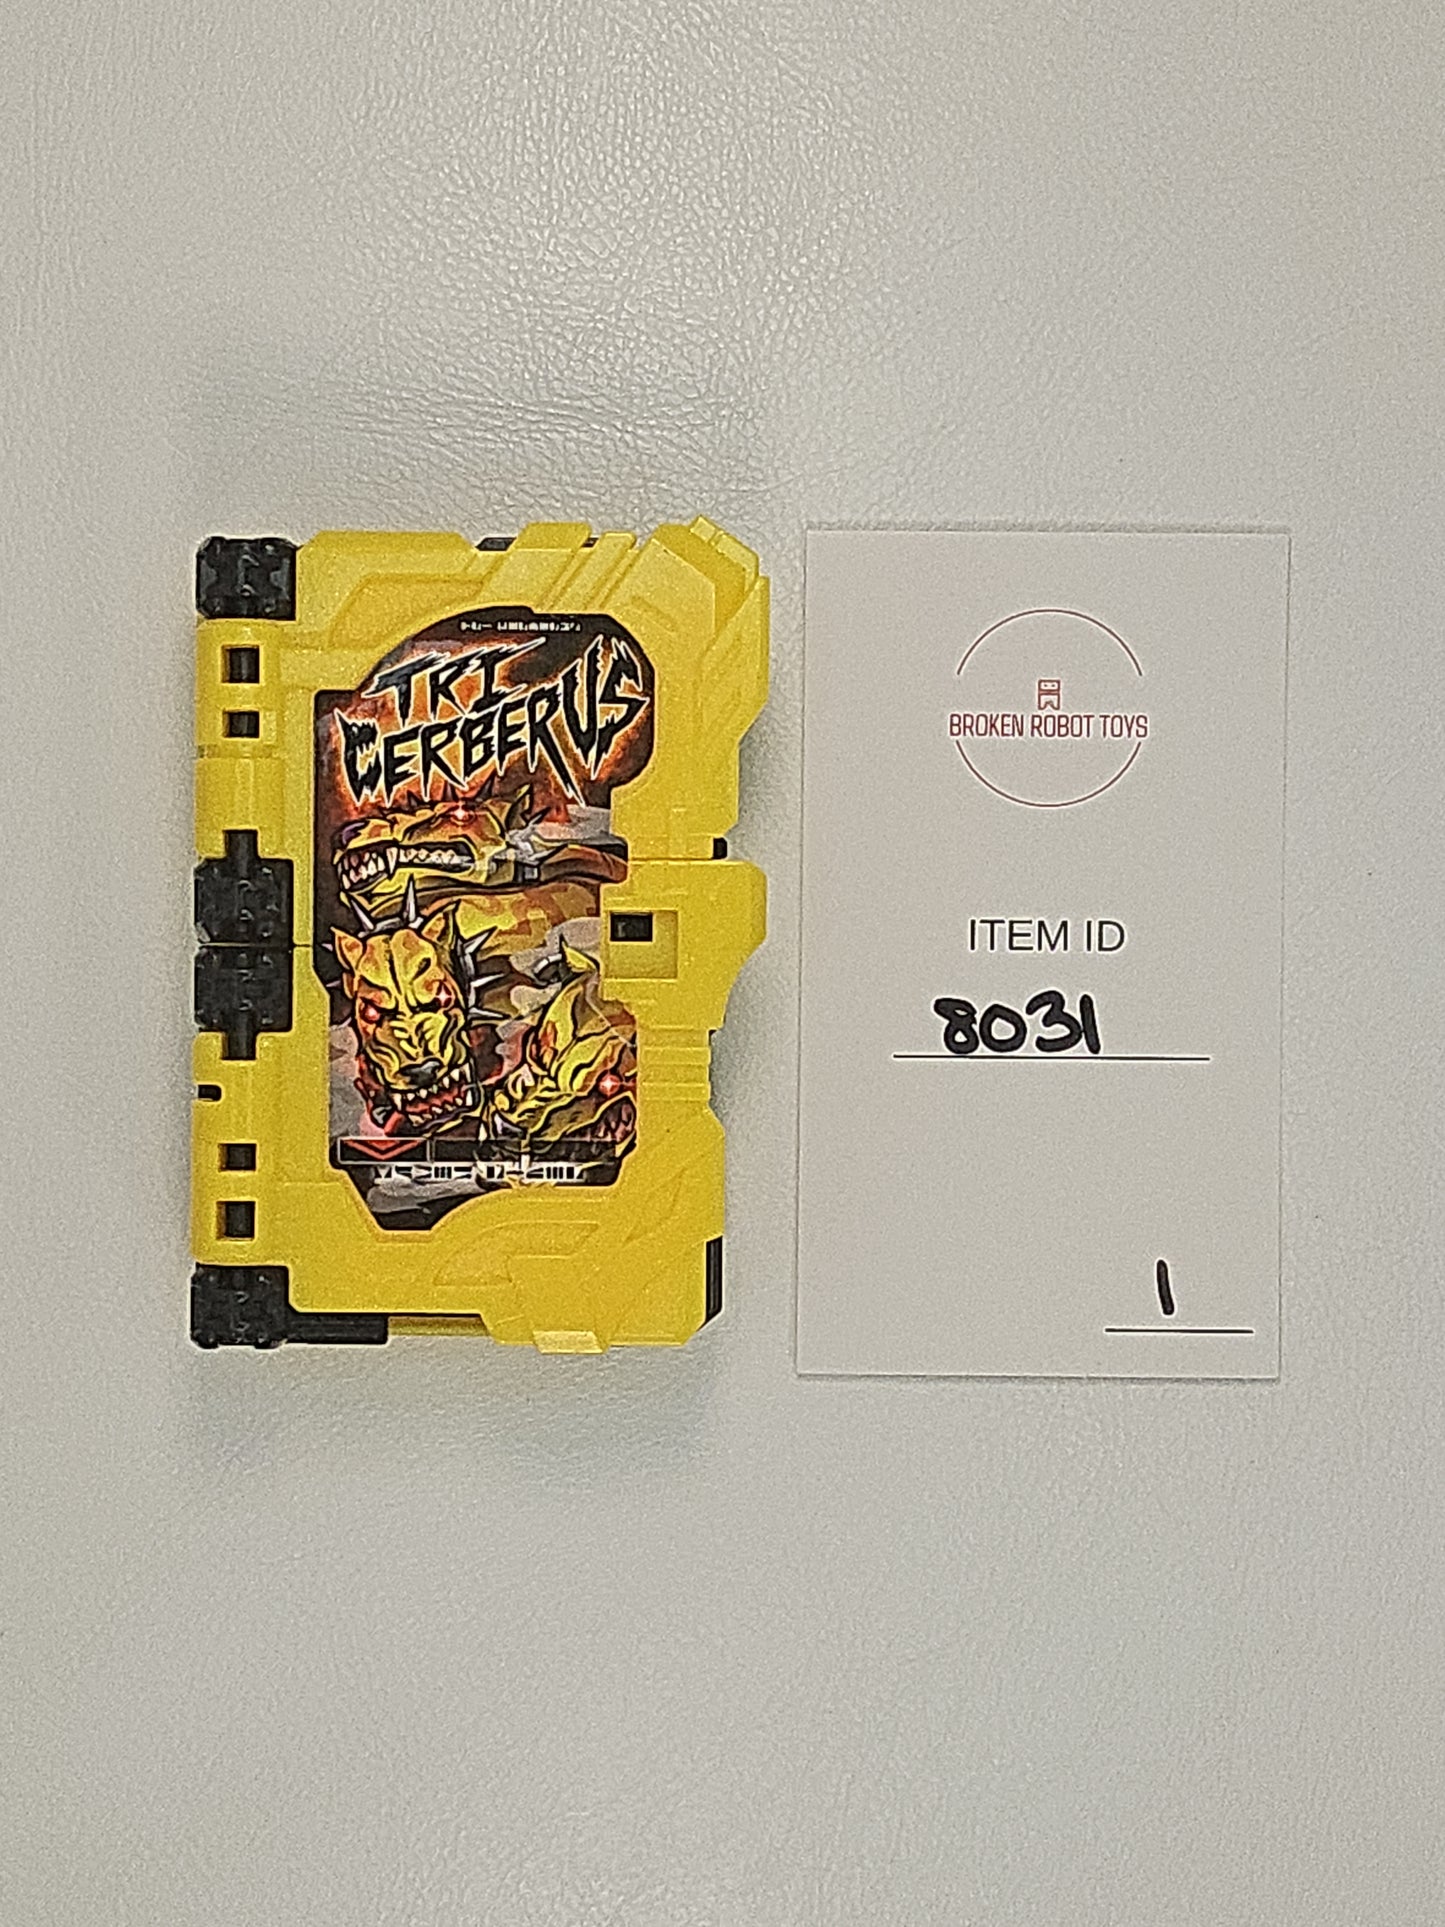 TRI
CERBERUS
BROKEN ROBOT TOYS
ITEM ID
8031
1